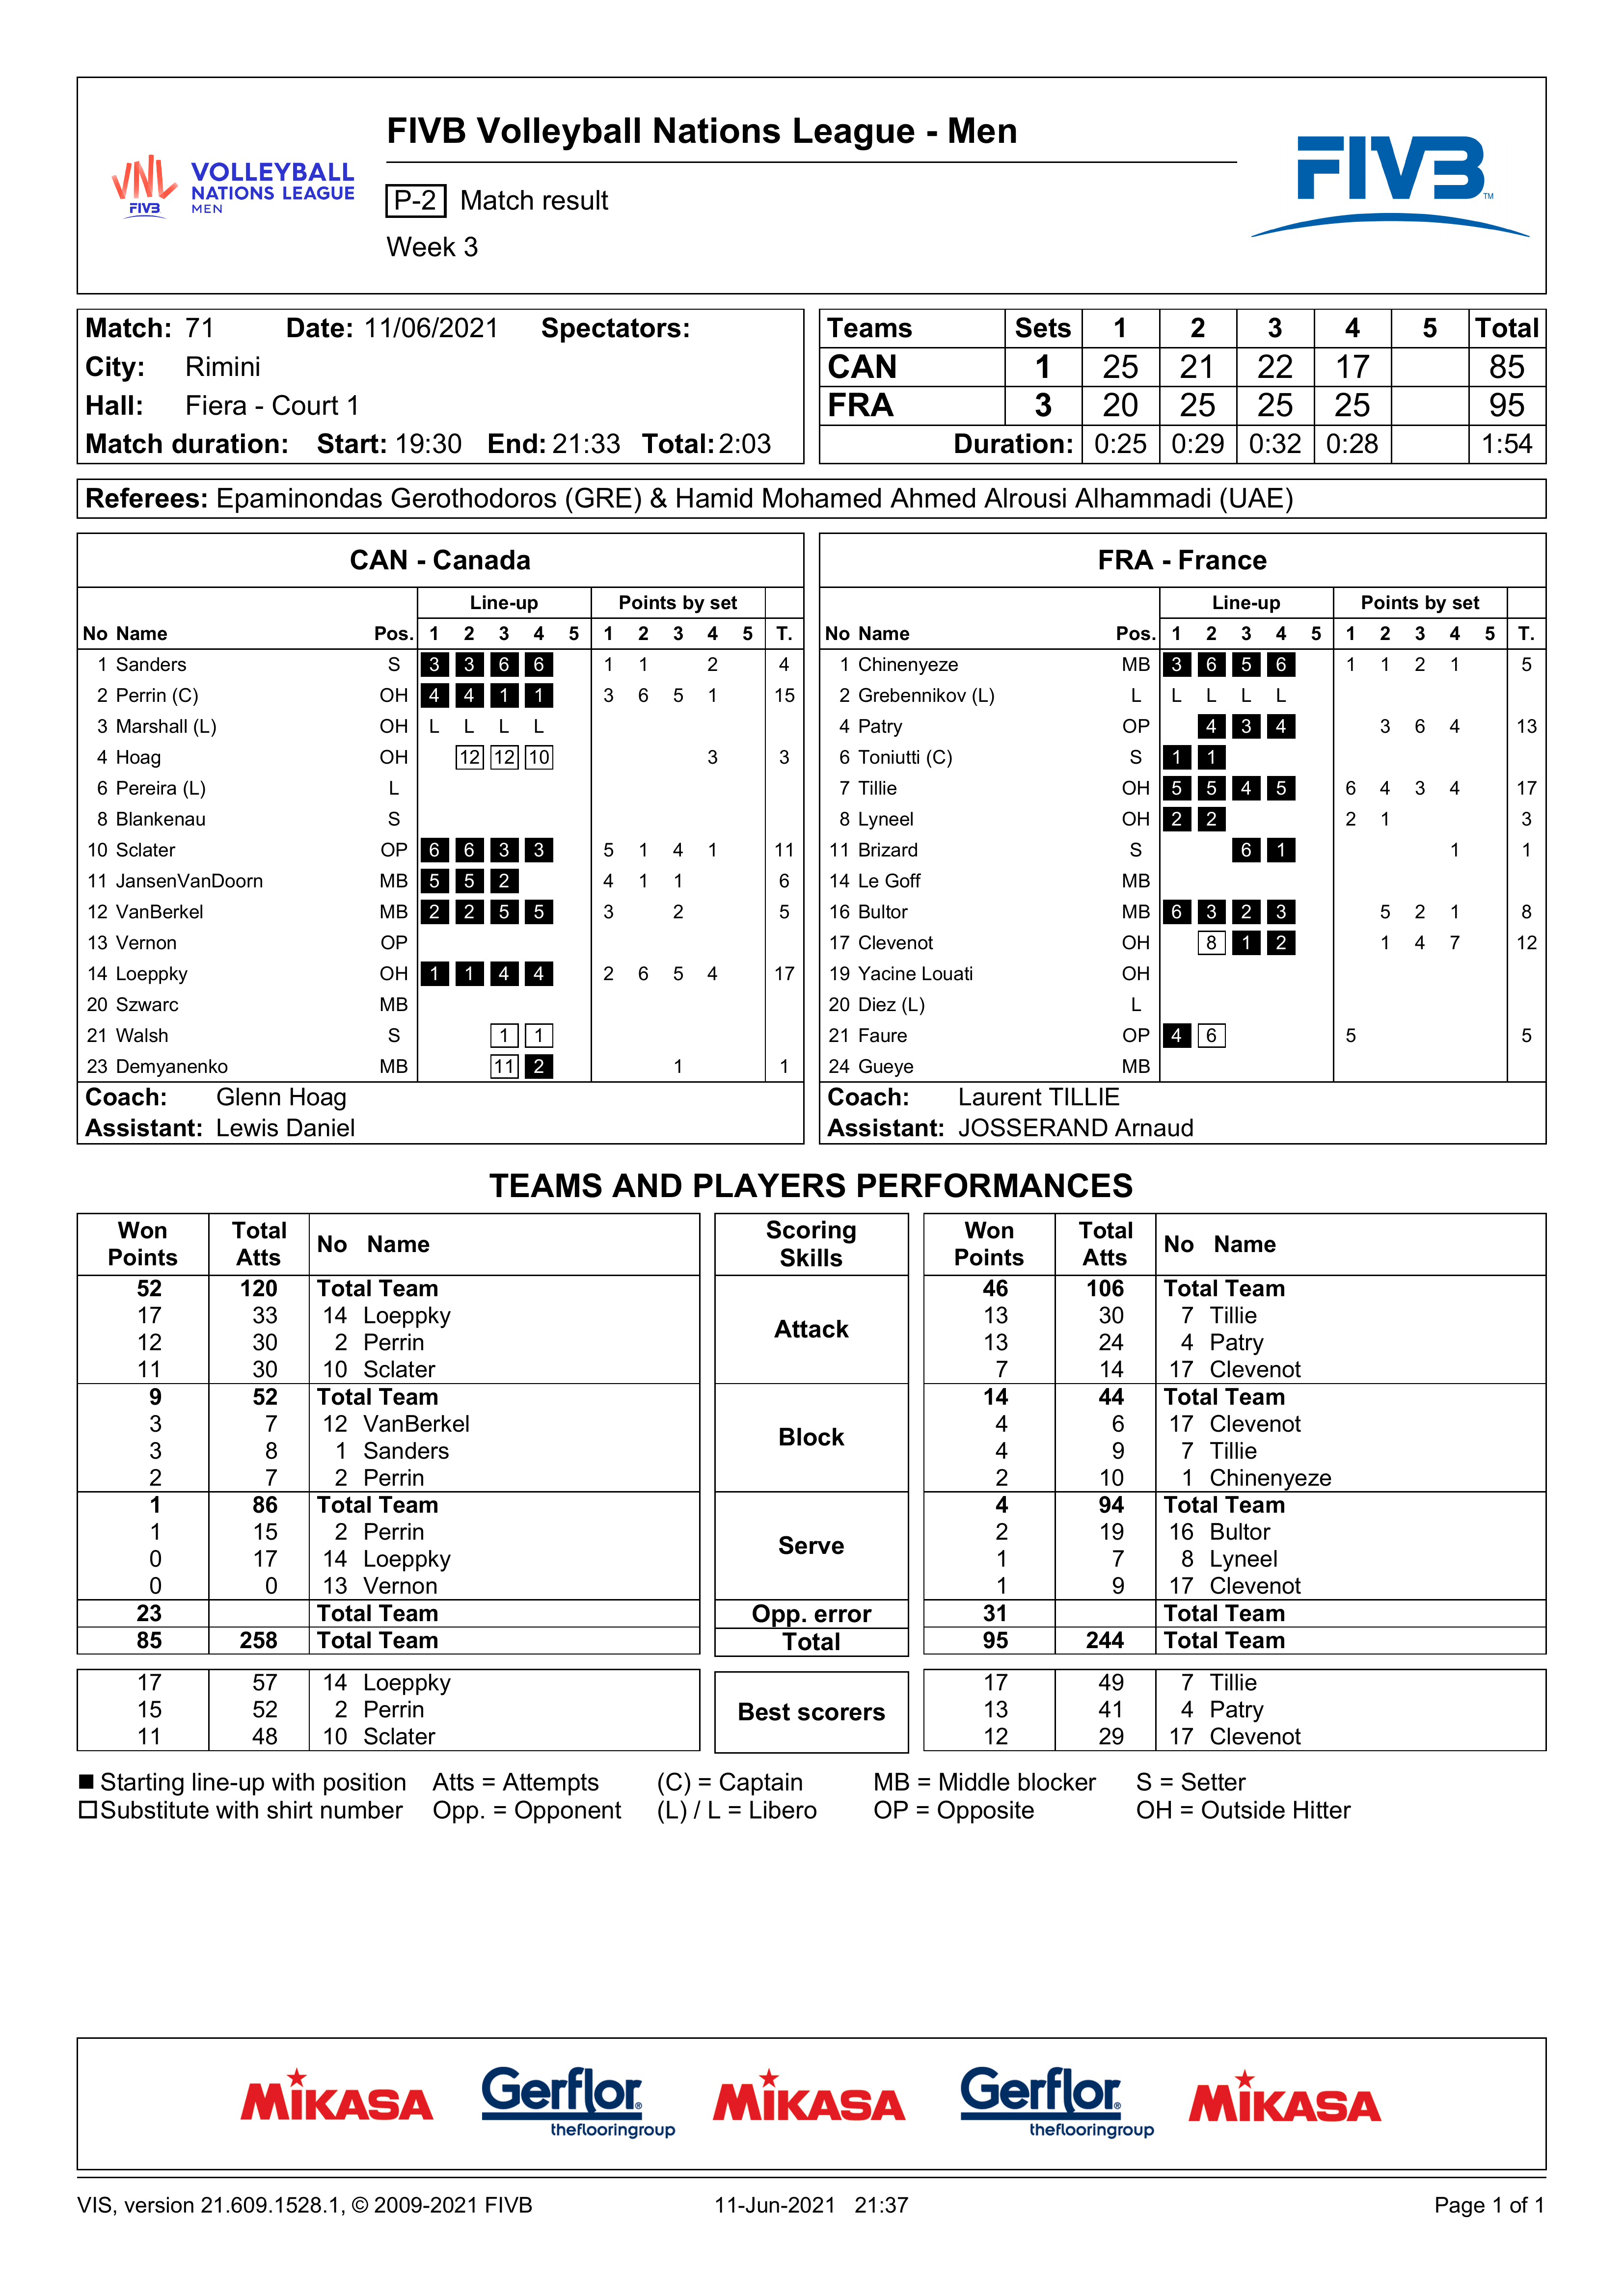 FIVB Volleyball Nations League - Men
VNL FIVB VOLLEYBALL NATIONS LEAGUE MEN
P-2 Match result
FIVB TM
Week 3
Match: 71 Date: 11/06/2021 Spectators:
City: Rimini
Hall: Fiera - Court 1
Match duration: Start: 19:30 End: 21:33 Total: 2:03
Teams Sets 1 2 3 4 5 Total
CAN 1 25 21 22 17 85
FRA 3 20 25 25 25 95
Duration: 0:25 0:29 0:32 0:28 1:54
Referees: Epaminondas Gerothodoros (GRE) & Hamid Mohamed Ahmed Alrousi Alhammadi (UAE)
CAN - Canada
Line-up Points by set
No Name Pos. 1 2 3 4 5 1 2 3 4 5 T.
1 Sanders S 3 3 6 6 1 1 2 4
2 Perrin (C) OH 4 4 1 1 3 6 5 1 15
3 Marshall (L) OH L L L L
4 Hoag OH 12 12 10 3 3
6 Pereira (L) L
8 Blankenau S
10 Sclater OP 6 6 3 3 5 1 4 1 11
11 JansenVanDoorn MB 5 5 2 4 1 1 6
12 VanBerkel MB 2 2 5 5 3 2 5
13 Vernon OP
14 Loeppky OH 1 1 4 4 2 6 5 4 17
20 Szwarc MB
21 Walsh S 1 1
23 Demyanenko MB 11 2 1 1
Coach: Glenn Hoag
Assistant: Lewis Daniel
FRA - France
Line-up Points by set
No Name Pos. 1 2 3 4 5 1 2 3 4 5 T.
1 Chinenyeze MB 3 6 5 6 1 1 2 1 5
2 Grebennikov (L) L L L L L
4 Patry OP 4 3 4 3 6 4 13
6 Toniutti (C) S 1 1
7 Tillie OH 5 5 4 5 6 4 3 4 17
8 Lyneel OH 2 2 2 1 3
11 Brizard S 6 1 1 1
14 Le Goff MB
16 Bultor MB 6 3 2 3 5 2 1 8
17 Clevenot OH 8 1 2 1 4 7 12
19 Yacine Louati OH
20 Diez (L) L
21 Faure OP 4 6 5 5
24 Gueye MB
Coach: Laurent TILLIE
Assistant: JOSSERAND Arnaud
TEAMS AND PLAYERS PERFORMANCES
Won Points Total Atts No Name Scoring Skills Won Points Total Atts No Name
52 120 Total Team Attack 46 106 Total Team
17 33 14 Loeppky 13 30 7 Tillie
12 30 2 Perrin 13 24 4 Patry
11 30 10 Sclater 7 14 17 Clevenot
9 52 Total Team Block 14 44 Total Team
3 7 12 VanBerkel 4 6 17 Clevenot
3 8 1 Sanders 4 9 7 Tillie
2 7 2 Perrin 2 10 1 Chinenyeze
1 86 Total Team Serve 4 94 Total Team
1 15 2 Perrin 2 19 16 Bultor
0 17 14 Loeppky 1 7 8 Lyneel
0 0 13 Vernon 1 9 17 Clevenot
23 Total Team Opp. error 31 Total Team
85 258 Total Team Total 95 244 Total Team
17 57 14 Loeppky Best scorers 17 49 7 Tillie
15 52 2 Perrin 13 41 4 Patry
11 48 10 Sclater 12 29 17 Clevenot
Starting line-up with position Atts = Attempts (C) = Captain MB = Middle blocker S = Setter
Substitute with shirt number Opp. = Opponent (L) / L = Libero OP = Opposite OH = Outside Hitter
MIKASA Gerflor® theflooringgroup MIKASA Gerflor® theflooringgroup MIKASA
VIS, version 21.609.1528.1, © 2009-2021 FIVB 11-Jun-2021 21:37 Page 1 of 1